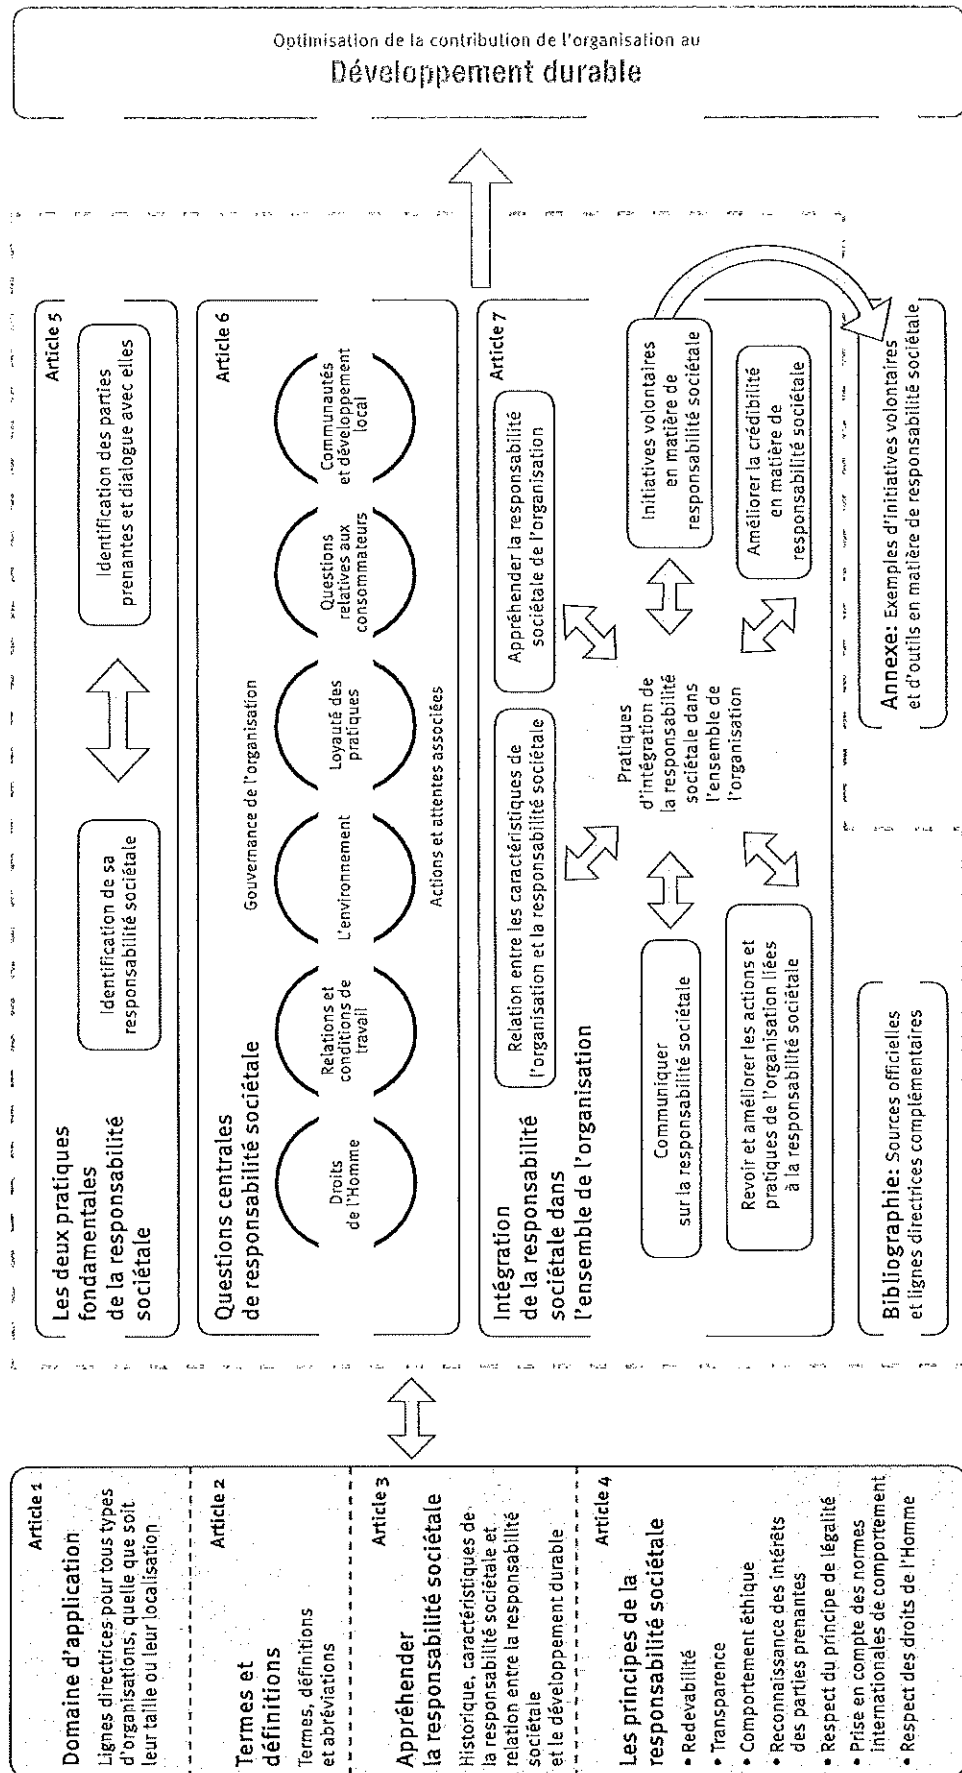 Article 1
Domaine d'application
Lignes directrices pour tous types
d'organisations, quelle que soit
leur taille ou leur localisation
Article 2
Termes et
définitions
Termes, définitions
et abréviations
Article 3
Appréhender
la responsabilité sociétale
Historique, caractéristiques de
la responsabilité sociétale et
relation entre la responsabilité
sociétale
et le développement durable
Article 4
Les principes de la
responsabilité sociétale
• Redevabilité
• Transparence
• Comportement éthique
• Reconnaissance des intérêts
des parties prenantes
• Respect du principe de légalité
• Prise en compte des normes
internationales de comportement
• Respect des droits de l'Homme
Article 5
Les deux pratiques
fondamentales
de la responsabilité
sociétale
Identification de sa
responsabilité sociétale
Identification des parties
prenantes et dialogue avec elles
Article 6
Questions centrales
de responsabilité sociétale
Gouvernance de l'organisation
Droits
de l'Homme
Relations et
conditions de
travail
L'environnement
Loyauté des
pratiques
Questions
relatives aux
consommateurs
Communautés
et développement
local
Actions et attentes associées
Article 7
Intégration
de la responsabilité
sociétale dans
l'ensemble de l'organisation
Relation entre les caractéristiques de
l'organisation et la responsabilité sociétale
Appréhender la responsabilité
sociétale de l'organisation
Communiquer
sur la responsabilité sociétale
Pratiques
d'intégration de
la responsabilité
sociétale dans
l'ensemble de
l'organisation
Initiatives volontaires
en matière de
responsabilité sociétale
Revoir et améliorer les actions et
pratiques de l'organisation liées
à la responsabilité sociétale
Améliorer la crédibilité
en matière de
responsabilité sociétale
Bibliographie: Sources officielles
et lignes directrices complémentaires
Annexe: Exemples d'initiatives volontaires
et d'outils en matière de responsabilité sociétale
Optimisation de la contribution de l'organisation au
Développement durable